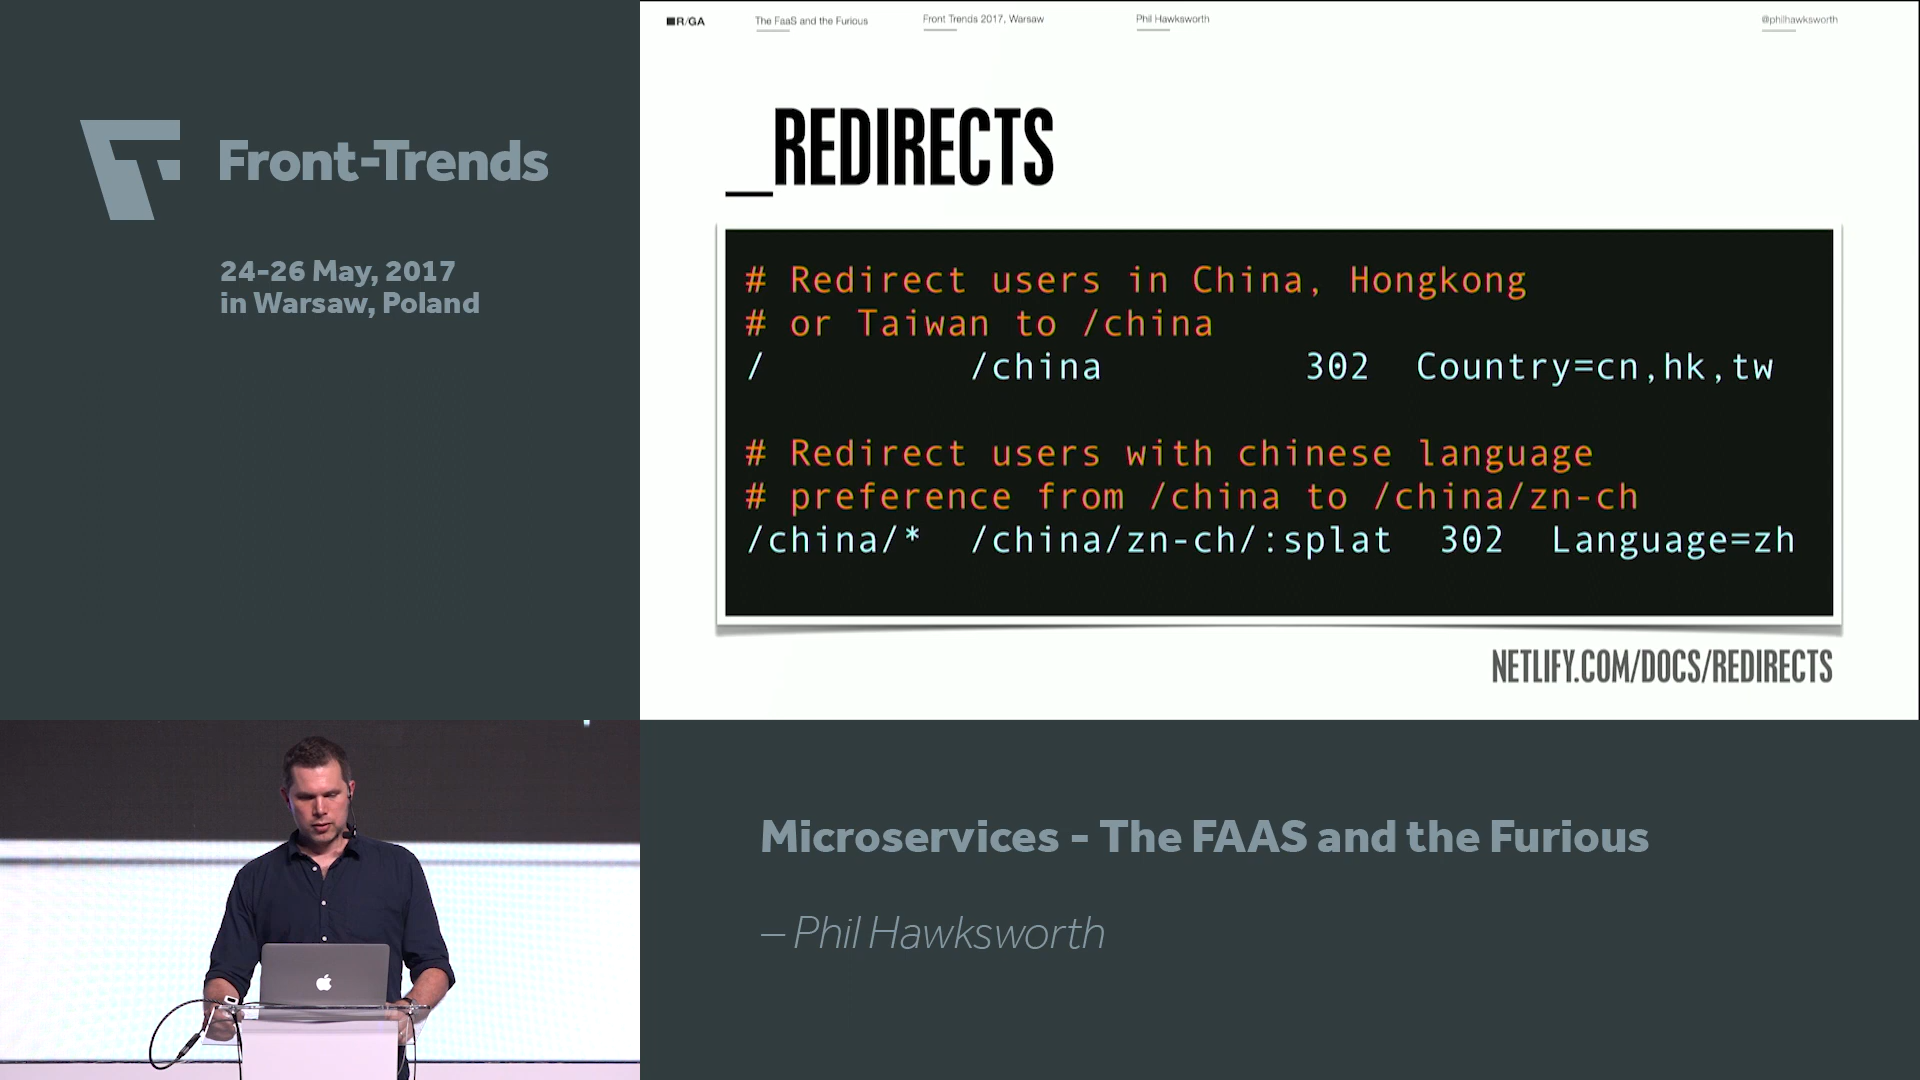 Front-Trends
24-26 May, 2017
in Warsaw, Poland
R/GA
The FaaS and the Furious
Front Trends 2017, Warsaw
Phil Hawksworth
@philhawksworth
_REDIRECTS
# Redirect users in China, Hongkong
# or Taiwan to /china
/ /china 302 Country=cn,hk,tw
# Redirect users with chinese language
# preference from /china to /china/zn-ch
/china/* /china/zn-ch/:splat 302 Language=zh
NETLIFY.COM/DOCS/REDIRECTS
Microservices - The FAAS and the Furious
– Phil Hawksworth